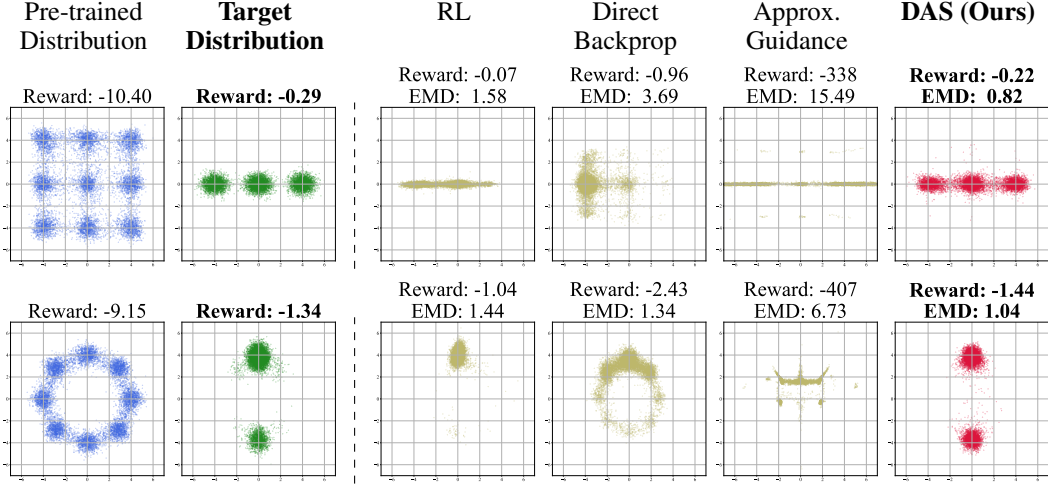 Pre-trained
Distribution
Target
Distribution
RL
Direct
Backprop
Approx.
Guidance
DAS (Ours)
Reward: -10.40
Reward: -0.29
Reward: -0.07
EMD: 1.58
Reward: -0.96
EMD: 3.69
Reward: -338
EMD: 15.49
Reward: -0.22
EMD: 0.82
Reward: -9.15
Reward: -1.34
Reward: -1.04
EMD: 1.44
Reward: -2.43
EMD: 1.34
Reward: -407
EMD: 6.73
Reward: -1.44
EMD: 1.04